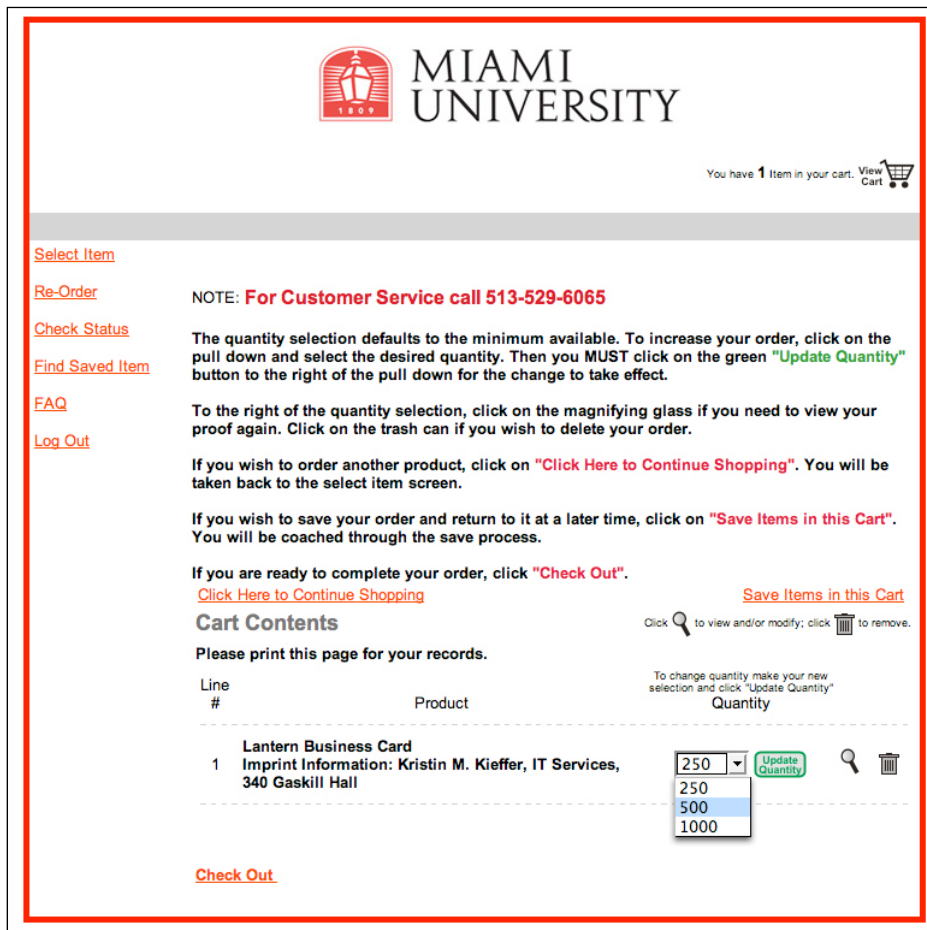 MIAMI
UNIVERSITY
1809
You have 1 Item in your cart. View
Cart
Select Item
Re-Order
Check Status
Find Saved Item
FAQ
Log Out
NOTE: For Customer Service call 513-529-6065
The quantity selection defaults to the minimum available. To increase your order, click on the
pull down and select the desired quantity. Then you MUST click on the green "Update Quantity"
button to the right of the pull down for the change to take effect.
To the right of the quantity selection, click on the magnifying glass if you need to view your
proof again. Click on the trash can if you wish to delete your order.
If you wish to order another product, click on "Click Here to Continue Shopping". You will be
taken back to the select item screen.
If you wish to save your order and return to it at a later time, click on "Save Items in this Cart".
You will be coached through the save process.
If you are ready to complete your order, click "Check Out".
Click Here to Continue Shopping
Save Items in this Cart
Cart Contents
Click to view and/or modify; click to remove.
Please print this page for your records.
Line
#
Product
To change quantity make your new
selection and click "Update Quantity"
Quantity
1
Lantern Business Card
Imprint Information: Kristin M. Kieffer, IT Services,
340 Gaskill Hall
250
Update
Quantity
250
500
1000
Check Out